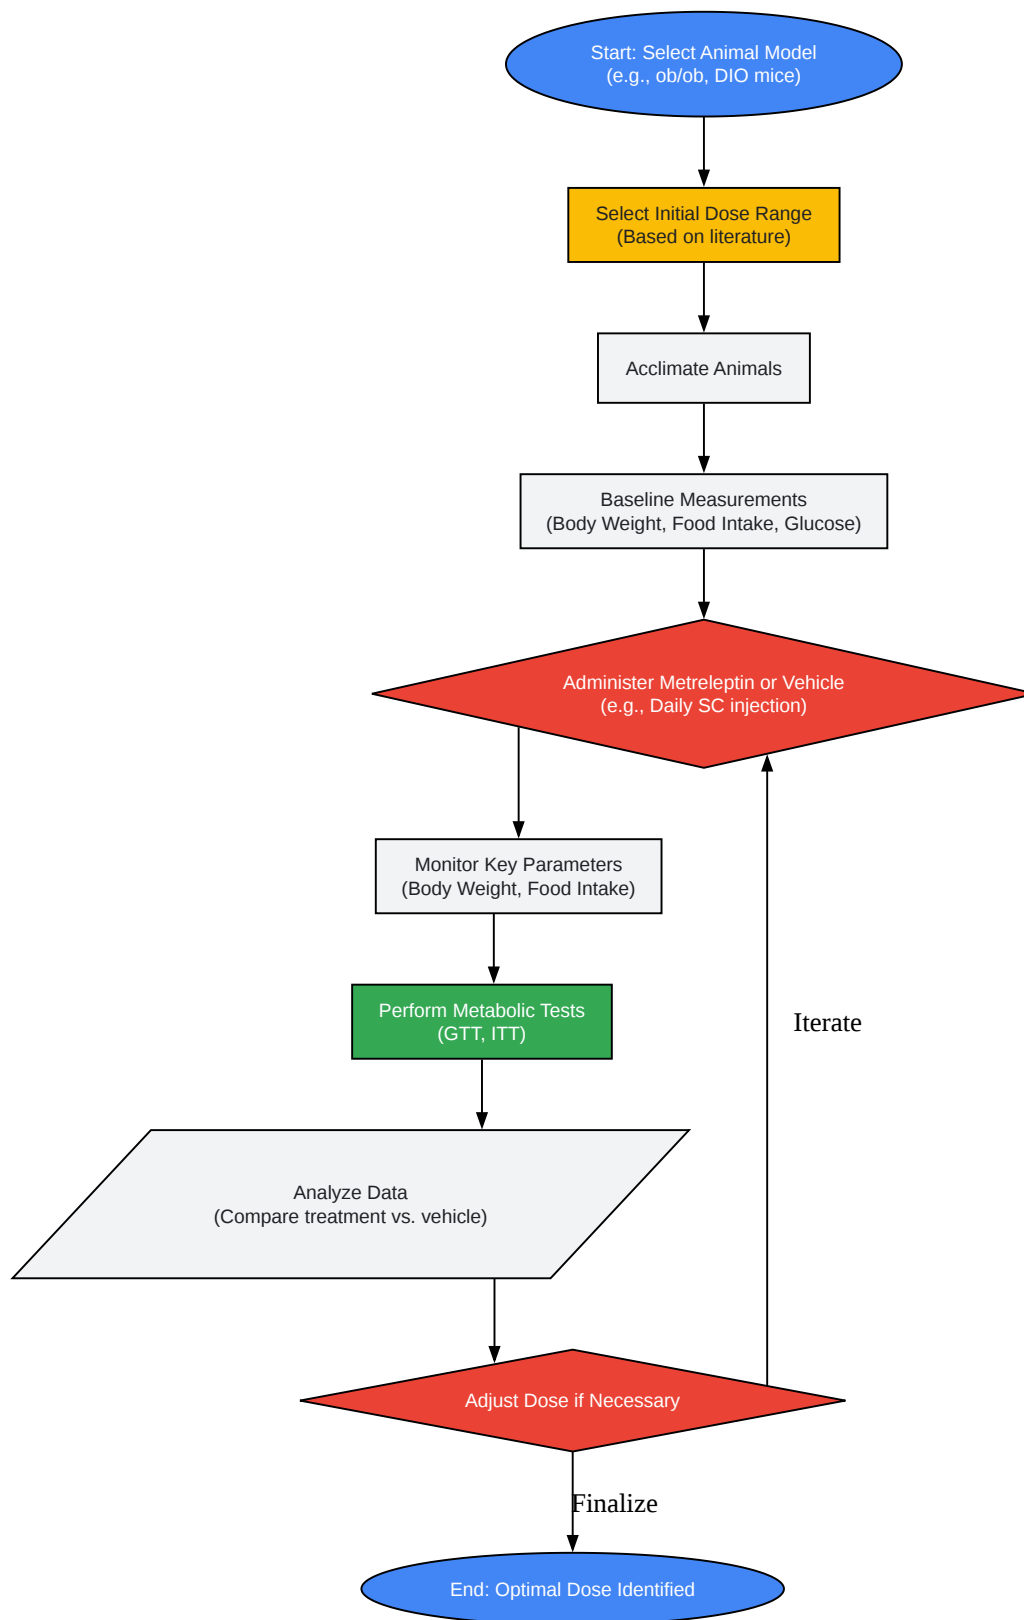 Start: Select Animal Model
(e.g., ob/ob, DIO mice)
Select Initial Dose Range
(Based on literature)
Acclimate Animals
Baseline Measurements
(Body Weight, Food Intake, Glucose)
Administer Metreleptin or Vehicle
(e.g., Daily SC injection)
Monitor Key Parameters
(Body Weight, Food Intake)
Perform Metabolic Tests
(GTT, ITT)
Iterate
Analyze Data
(Compare treatment vs. vehicle)
Adjust Dose if Necessary
Finalize
End: Optimal Dose Identified